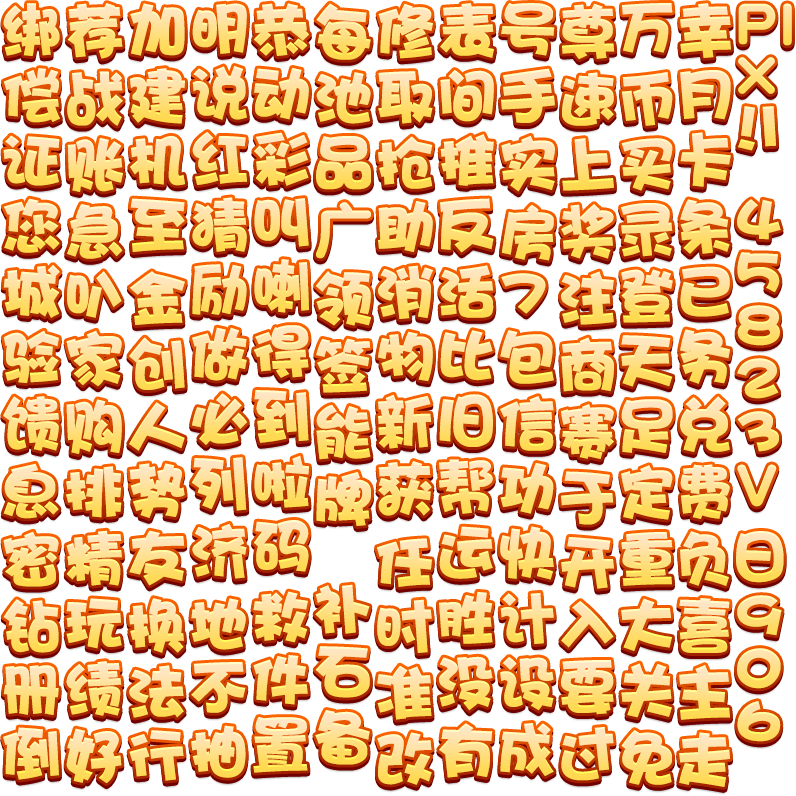 绑荐加明恭每修表号尊万幸P1
偿战建说动池取间手速币月X
证账机红彩品抢推实上买卡!!
您急至猜叫广助反房奖录条4
城叭金励喇领消活了注登已5
验家创做得签物比包商天务8
馈购人必到能新旧信赛足兑23
息排势列啦牌获帮功于定费V
密精友济码任运快开重负日
钻玩换地数补时胜计入大喜9
册绩法不件石准没设要关主0
倒好行抽置备改有成过免走6